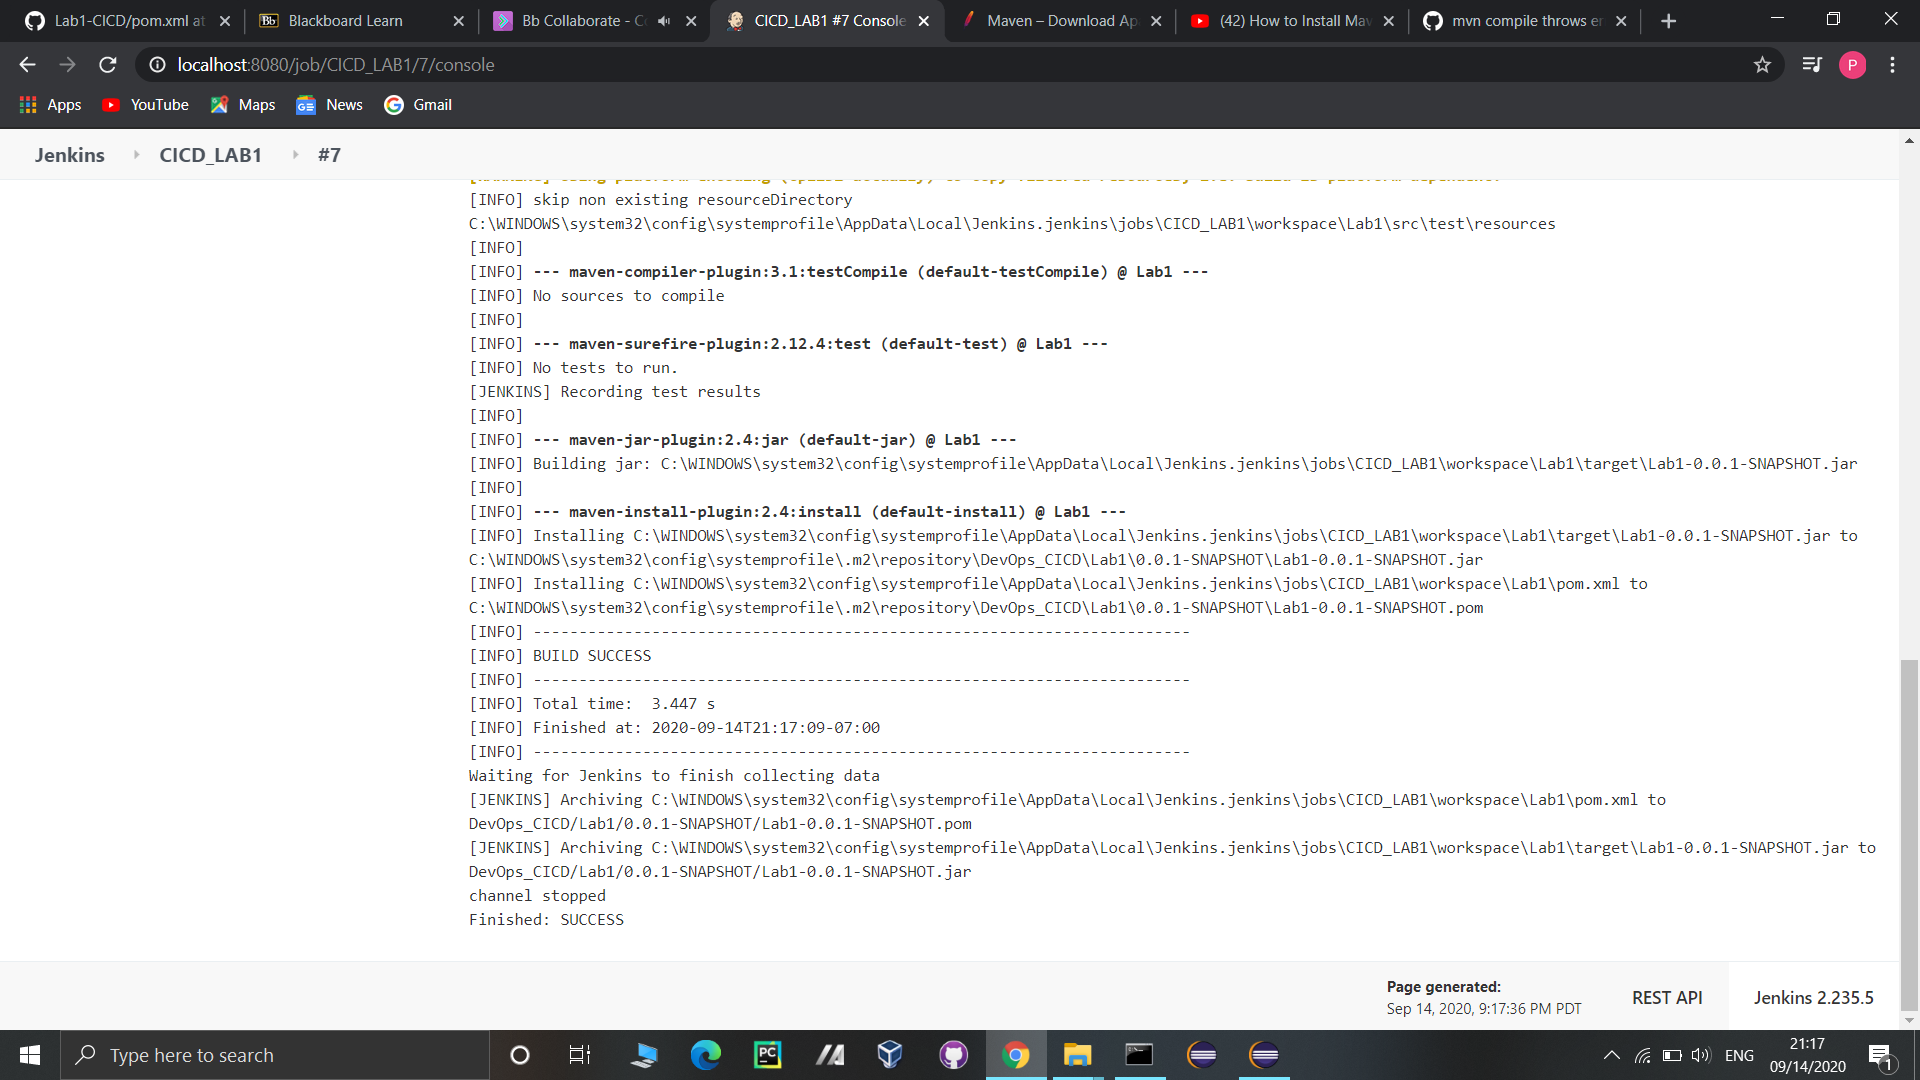 Lab1-CICD/pom.xml at
Blackboard Learn
Bb Collaborate - Co
CICD_LAB1 #7 Console
Maven – Download Ap
(42) How to Install Mav
mvn compile throws er
localhost:8080/job/CICD_LAB1/7/console
P
Apps
YouTube
Maps
News
Gmail
Jenkins
CICD_LAB1
#7
[INFO] skip non existing resourceDirectory
C:\WINDOWS\system32\config\systemprofile\AppData\Local\Jenkins.jenkins\jobs\CICD_LAB1\workspace\Lab1\src\test\resources
[INFO]
[INFO] --- maven-compiler-plugin:3.1:testCompile (default-testCompile) @ Lab1 ---
[INFO] No sources to compile
[INFO]
[INFO] --- maven-surefire-plugin:2.12.4:test (default-test) @ Lab1 ---
[INFO] No tests to run.
[JENKINS] Recording test results
[INFO]
[INFO] --- maven-jar-plugin:2.4:jar (default-jar) @ Lab1 ---
[INFO] Building jar: C:\WINDOWS\system32\config\systemprofile\AppData\Local\Jenkins.jenkins\jobs\CICD_LAB1\workspace\Lab1\target\Lab1-0.0.1-SNAPSHOT.jar
[INFO]
[INFO] --- maven-install-plugin:2.4:install (default-install) @ Lab1 ---
[INFO] Installing C:\WINDOWS\system32\config\systemprofile\AppData\Local\Jenkins.jenkins\jobs\CICD_LAB1\workspace\Lab1\target\Lab1-0.0.1-SNAPSHOT.jar to
C:\WINDOWS\system32\config\systemprofile\.m2\repository\DevOps_CICD\Lab1\0.0.1-SNAPSHOT\Lab1-0.0.1-SNAPSHOT.jar
[INFO] Installing C:\WINDOWS\system32\config\systemprofile\AppData\Local\Jenkins.jenkins\jobs\CICD_LAB1\workspace\Lab1\pom.xml to
C:\WINDOWS\system32\config\systemprofile\.m2\repository\DevOps_CICD\Lab1\0.0.1-SNAPSHOT\Lab1-0.0.1-SNAPSHOT.pom
[INFO] ------------------------------------------------------------------------
[INFO] BUILD SUCCESS
[INFO] ------------------------------------------------------------------------
[INFO] Total time:  3.447 s
[INFO] Finished at: 2020-09-14T21:17:09-07:00
[INFO] ------------------------------------------------------------------------
Waiting for Jenkins to finish collecting data
[JENKINS] Archiving C:\WINDOWS\system32\config\systemprofile\AppData\Local\Jenkins.jenkins\jobs\CICD_LAB1\workspace\Lab1\pom.xml to
DevOps_CICD/Lab1/0.0.1-SNAPSHOT/Lab1-0.0.1-SNAPSHOT.pom
[JENKINS] Archiving C:\WINDOWS\system32\config\systemprofile\AppData\Local\Jenkins.jenkins\jobs\CICD_LAB1\workspace\Lab1\target\Lab1-0.0.1-SNAPSHOT.jar to
DevOps_CICD/Lab1/0.0.1-SNAPSHOT/Lab1-0.0.1-SNAPSHOT.jar
channel stopped
Finished: SUCCESS
Page generated:
Sep 14, 2020, 9:17:36 PM PDT
REST API
Jenkins 2.235.5
Type here to search
ENG
21:17
09/14/2020
1